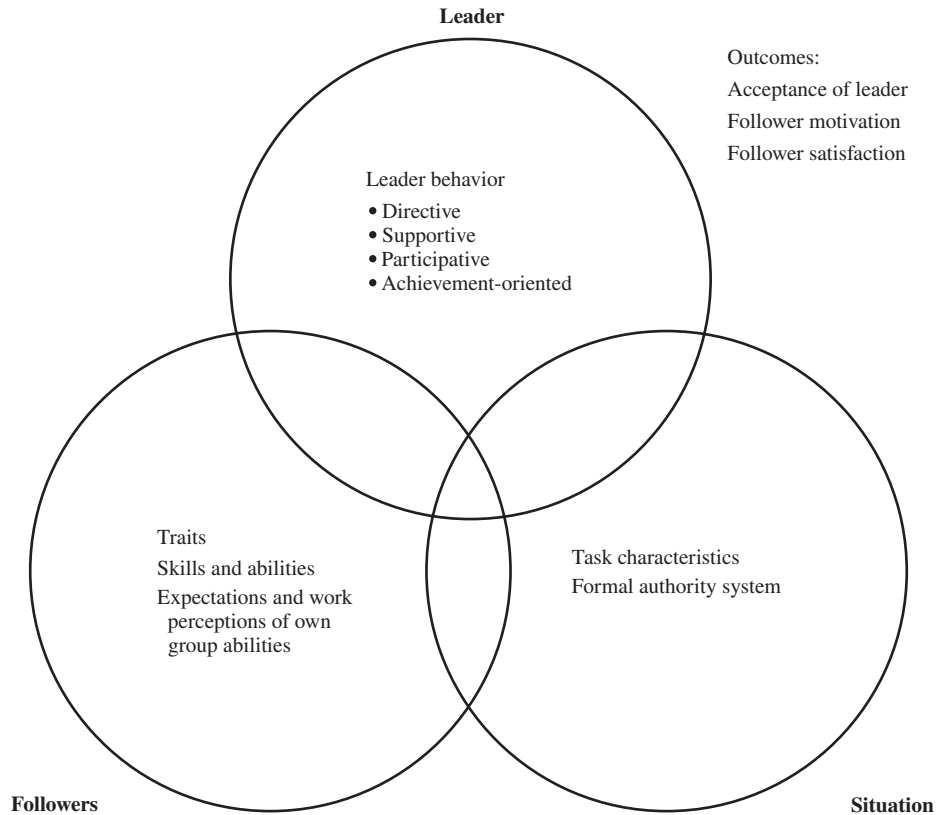 Leader
Outcomes:
Acceptance of leader
Follower motivation
Follower satisfaction
Leader behavior
• Directive
• Supportive
• Participative
• Achievement-oriented
Traits
Skills and abilities
Expectations and work
perceptions of own
group abilities
Task characteristics
Formal authority system
Followers
Situation